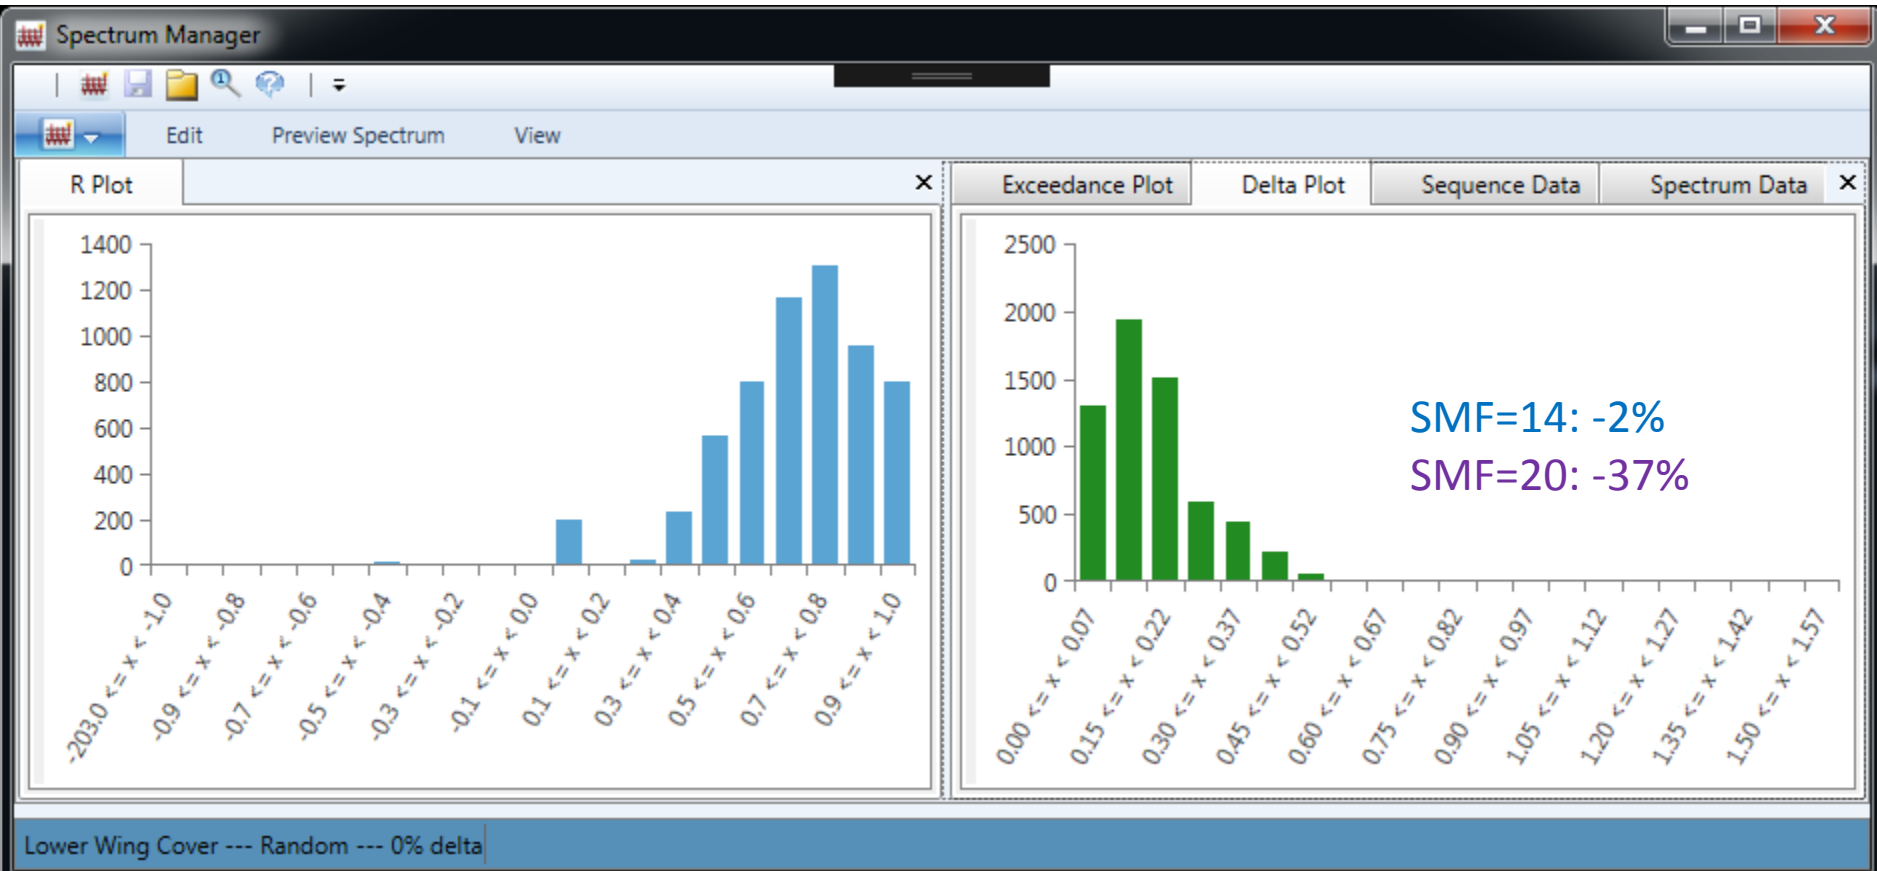 Spectrum Manager
Edit Preview Spectrum View
R Plot
1400
1200
1000
800
600
400
200
0
-203.0 <= x < -1.0
-0.9 <= x < -0.8
-0.7 <= x < -0.6
-0.5 <= x < -0.4
-0.3 <= x < -0.2
-0.1 <= x < 0.0
0.1 <= x < 0.2
0.3 <= x < 0.4
0.5 <= x < 0.6
0.7 <= x < 0.8
0.9 <= x < 1.0
Exceedance Plot Delta Plot Sequence Data Spectrum Data
2500
2000
1500
1000
500
0
SMF=14: -2%
SMF=20: -37%
0.00 <= x < 0.07
0.15 <= x < 0.22
0.30 <= x < 0.37
0.45 <= x < 0.52
0.60 <= x < 0.67
0.75 <= x < 0.82
0.90 <= x < 0.97
1.05 <= x < 1.12
1.20 <= x < 1.27
1.35 <= x < 1.42
1.50 <= x < 1.57
Lower Wing Cover --- Random --- 0% delta